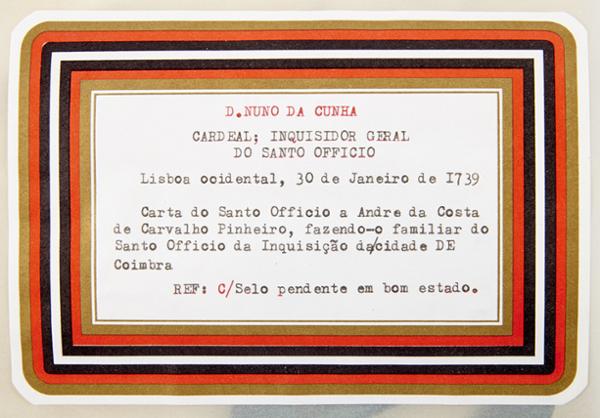 D.NUNO DA CUNHA
CARDEAL; INQUISIDOR GERAL
DO SANTO OFFICIO
Lisboa ocidental, 30 de Janeiro de 1739
Carta do Santo Officio a Andre da Costa
de Carvalho Pinheiro, fazendo-o familiar do
Santo Officio da Inquisição da/cidade DE
Coimbra
REF: C/Selo pendente em bom estado.